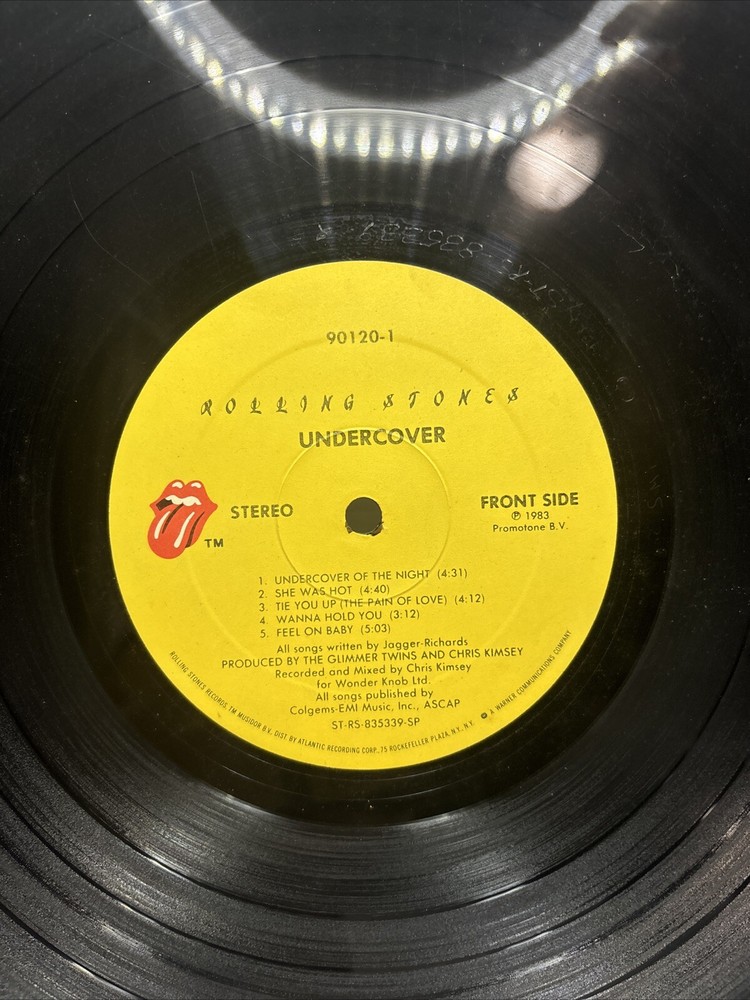 90120-1
ROLLING STONES
UNDERCOVER
STEREO
TM
FRONT SIDE
℗ 1983
Promotone B.V.
1. UNDERCOVER OF THE NIGHT (4:31)
2. SHE WAS HOT (4:40)
3. TIE YOU UP (THE PAIN OF LOVE) (4:12)
4. WANNA HOLD YOU (3:12)
5. FEEL ON BABY (5:03)
All songs written by Jagger-Richards
PRODUCED BY THE GLIMMER TWINS AND CHRIS KIMSEY
Recorded and Mixed by Chris Kimsey
for Wonder Knob Ltd.
All songs published by
Colgems-EMI Music, Inc., ASCAP
ST-RS-835339-SP
ROLLING STONES RECORDS, TM MUSIDOR B.V., DIST BY ATLANTIC RECORDING CORP., 75 ROCKEFELLER PLAZA, N.Y., N.Y. A WARNER COMMUNICATIONS COMPANY